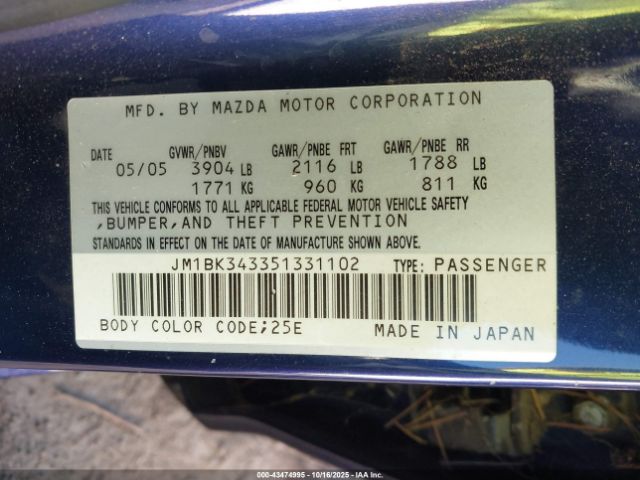 MFD. BY MAZDA MOTOR CORPORATION
DATE GVWR/PNBV GAWR/PNBE FRT GAWR/PNBE RR
05/05 3904 LB 2116 LB 1788 LB
1771 KG 960 KG 811 KG
THIS VEHICLE CONFORMS TO ALL APPLICABLE FEDERAL MOTOR VEHICLE SAFETY
,BUMPER,AND THEFT PREVENTION
STANDARDS IN EFFECT ON THE DATE OF MANUFACTURE SHOWN ABOVE.
JM1BK343351331102 TYPE: PASSENGER
BODY COLOR CODE;25E MADE IN JAPAN
© 43474995 - 10/16/2025 - IAA Inc.